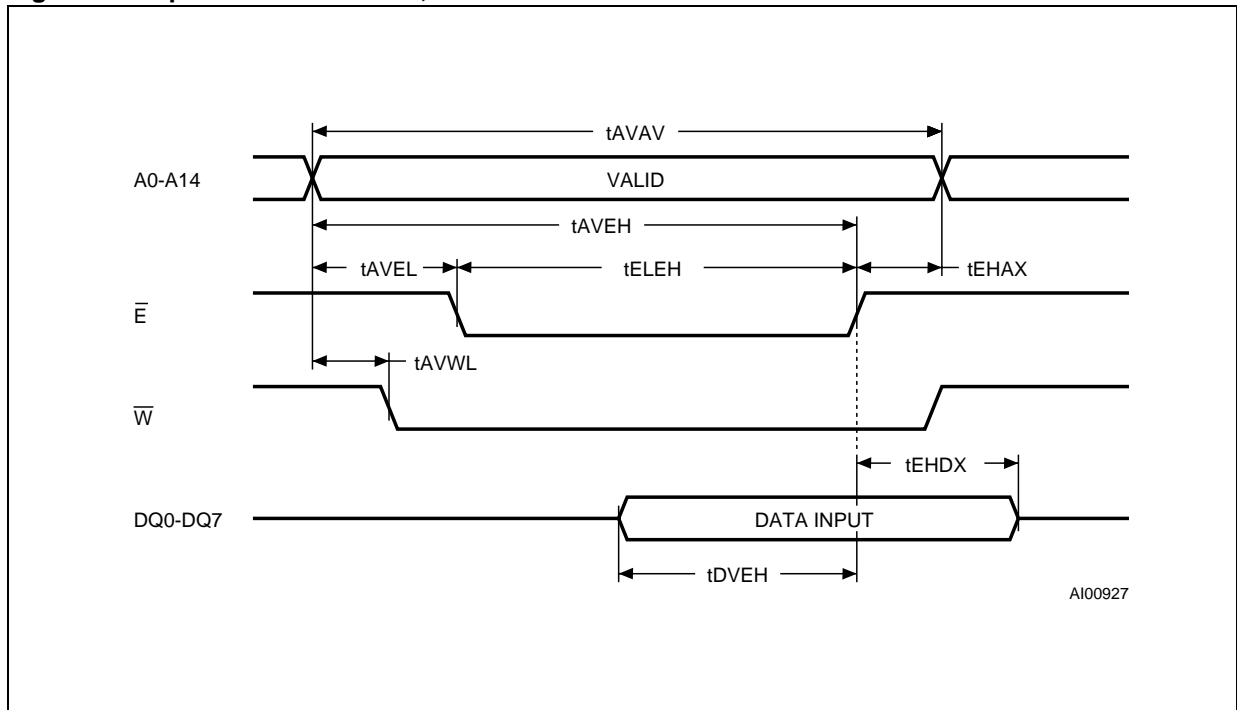 tAVAV
A0-A14
VALID
tAVEH
tAVEL
tELEH
tEHAX
E̅
tAVWL
W̅
tEHDX
DQ0-DQ7
DATA INPUT
tDVEH
AI00927